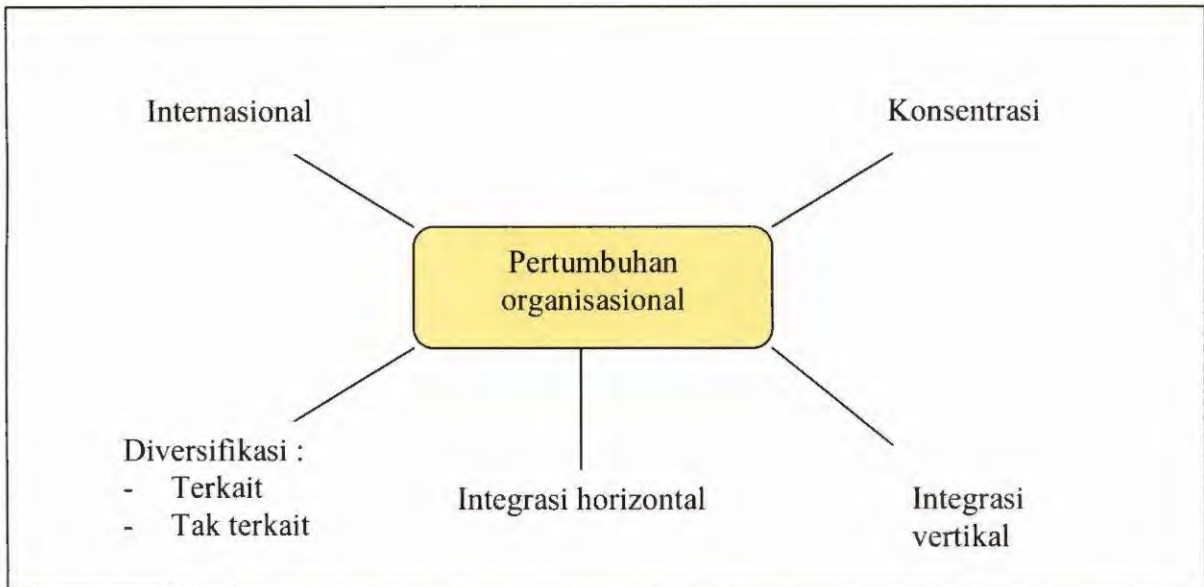 Internasional
Konsentrasi
Pertumbuhan
organisasional
Diversifikasi :
- Terkait
- Tak terkait
Integrasi horizontal
Integrasi
vertikal